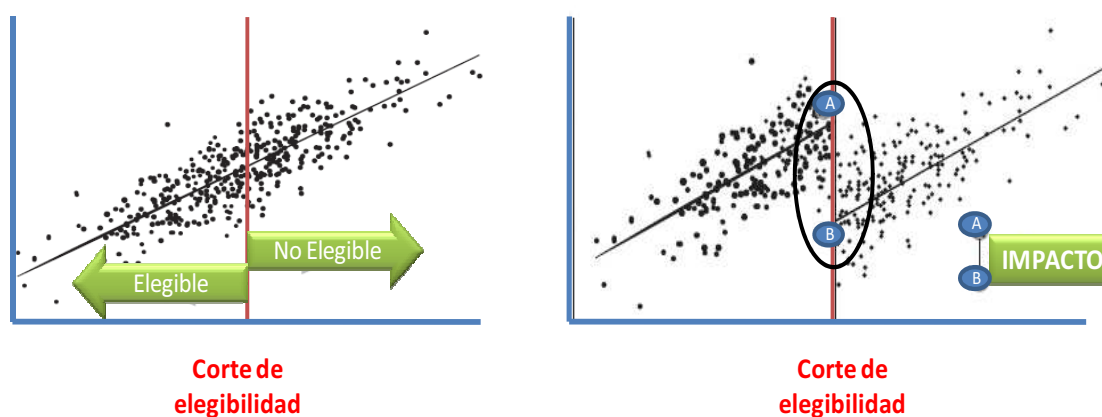 No Elegible
Elegible
Corte de
elegibilidad
A
B
A
B
IMPACTO
Corte de
elegibilidad